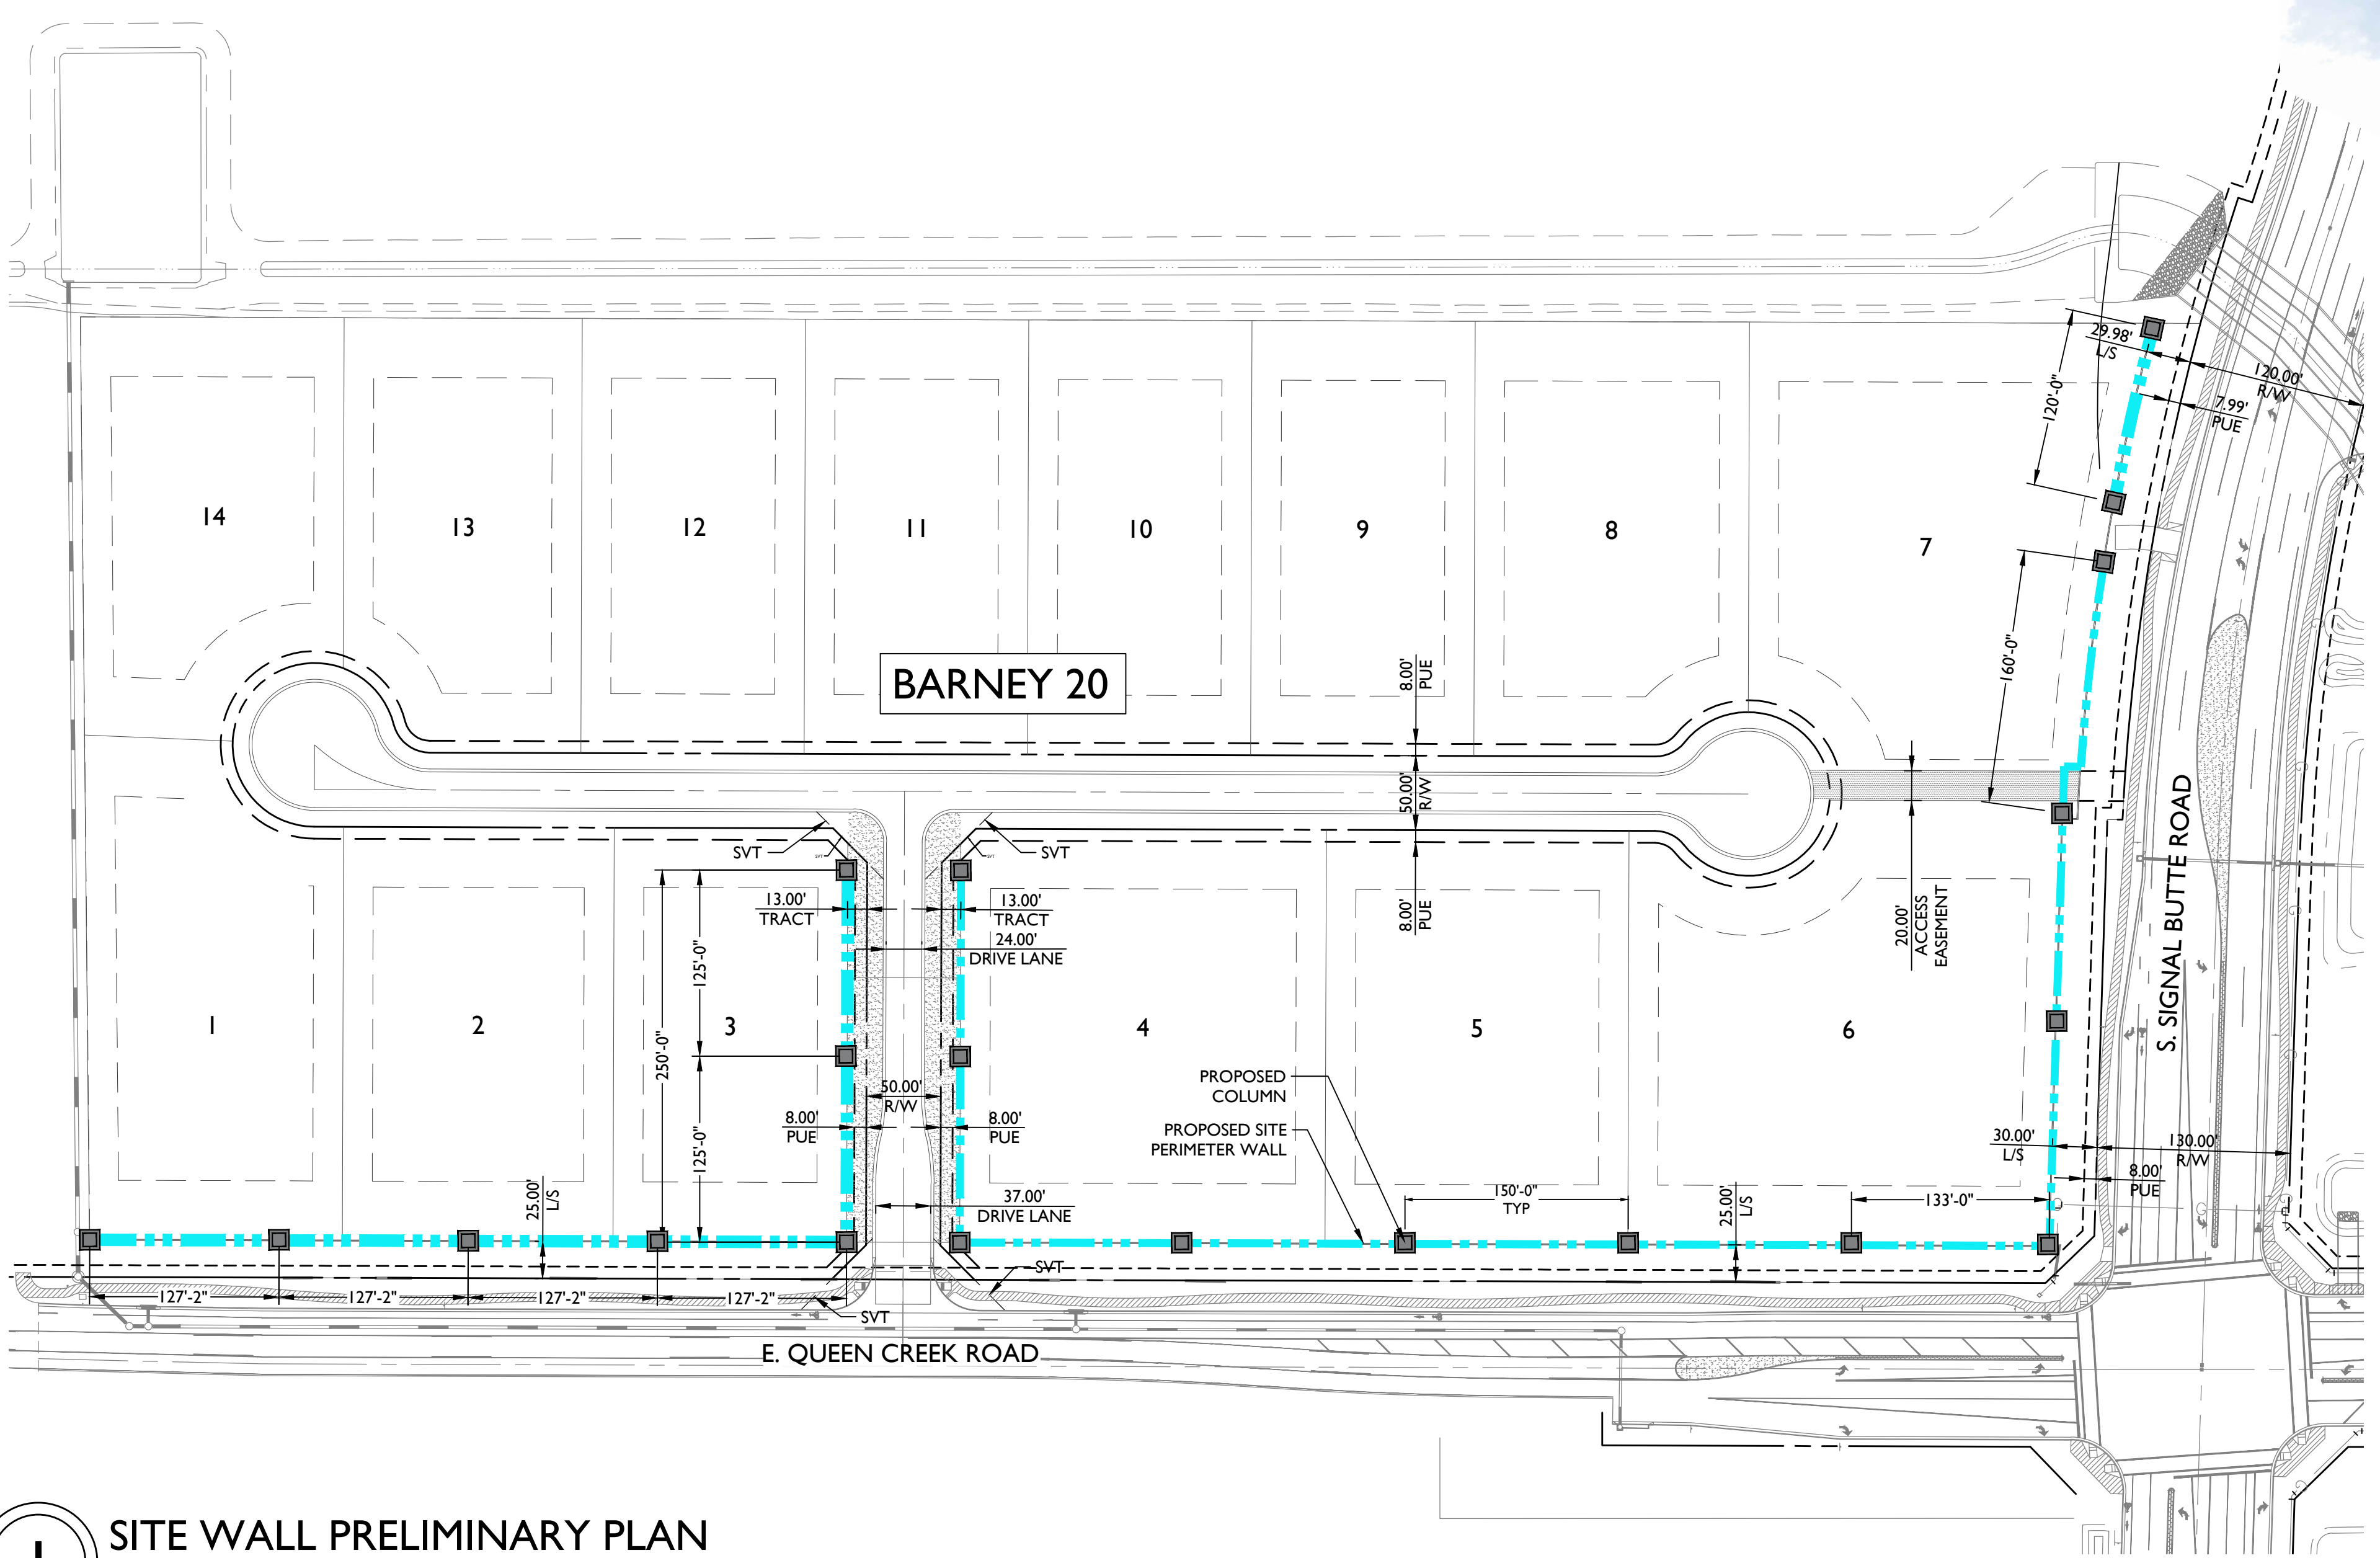 29.98'
L/S
120.00'
R/W
7.99'
PUE
120'-0"
14
13
12
11
10
9
8
7
160'-0"
BARNEY 20
8.00'
PUE
50.00'
R/W
8.00'
PUE
SVT
SVT
SVT
SVT
13.00'
TRACT
13.00'
TRACT
24.00'
DRIVE LANE
20.00'
ACCESS
EASEMENT
S. SIGNAL BUTTE ROAD
125'-0"
250'-0"
125'-0"
1
2
3
4
5
6
50.00'
R/W
8.00'
PUE
8.00'
PUE
PROPOSED
COLUMN
PROPOSED SITE
PERIMETER WALL
30.00'
L/S
130.00'
R/W
8.00'
PUE
25.00'
L/S
37.00'
DRIVE LANE
150'-0"
TYP
25.00'
L/S
133'-0"
127'-2"
127'-2"
127'-2"
127'-2"
SVT
SVT
E. QUEEN CREEK ROAD
1
SITE WALL PRELIMINARY PLAN